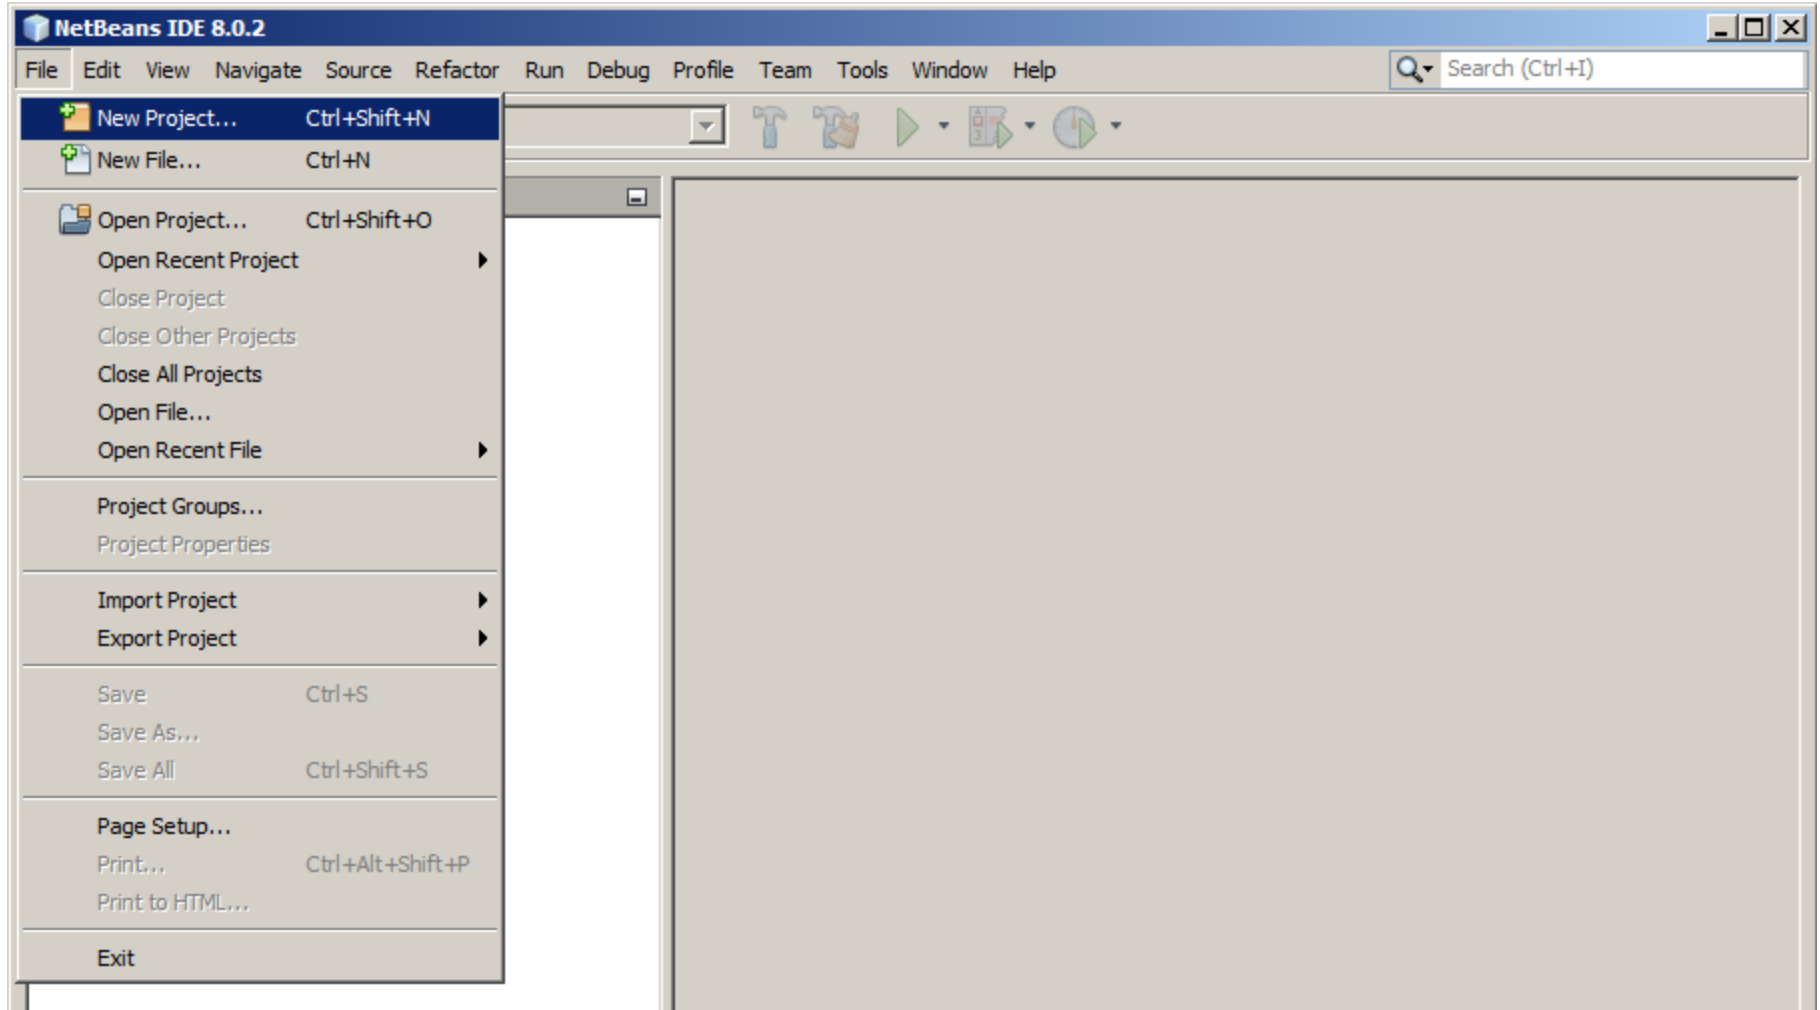 NetBeans IDE 8.0.2
File Edit View Navigate Source Refactor Run Debug Profile Team Tools Window Help Search (Ctrl+I)
New Project... Ctrl+Shift+N
New File... Ctrl+N
Open Project... Ctrl+Shift+O
Open Recent Project
Close Project
Close Other Projects
Close All Projects
Open File...
Open Recent File
Project Groups...
Project Properties
Import Project
Export Project
Save Ctrl+S
Save As...
Save All Ctrl+Shift+S
Page Setup...
Print... Ctrl+Alt+Shift+P
Print to HTML...
Exit